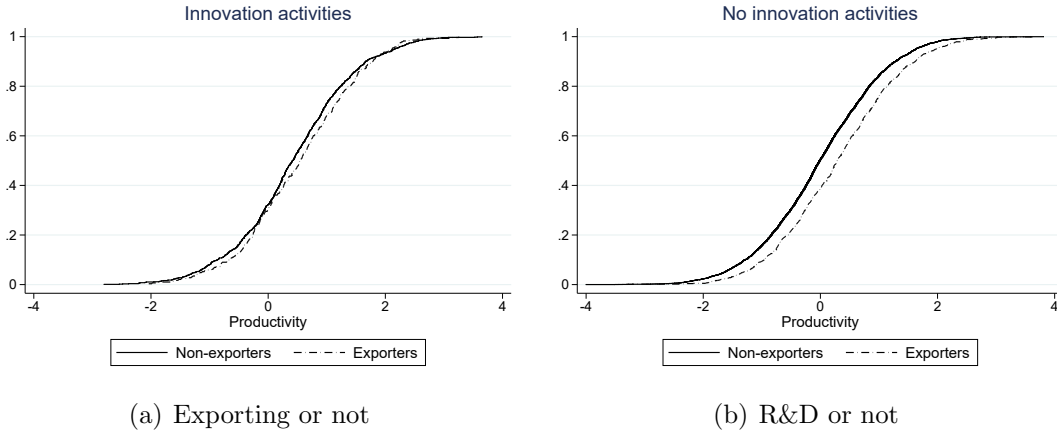 Innovation activities
1
.8
.6
.4
.2
0
-4 -2 0 2 4
Productivity
Non-exporters Exporters
(a) Exporting or not
No innovation activities
1
.8
.6
.4
.2
0
-4 -2 0 2 4
Productivity
Non-exporters Exporters
(b) R&D or not